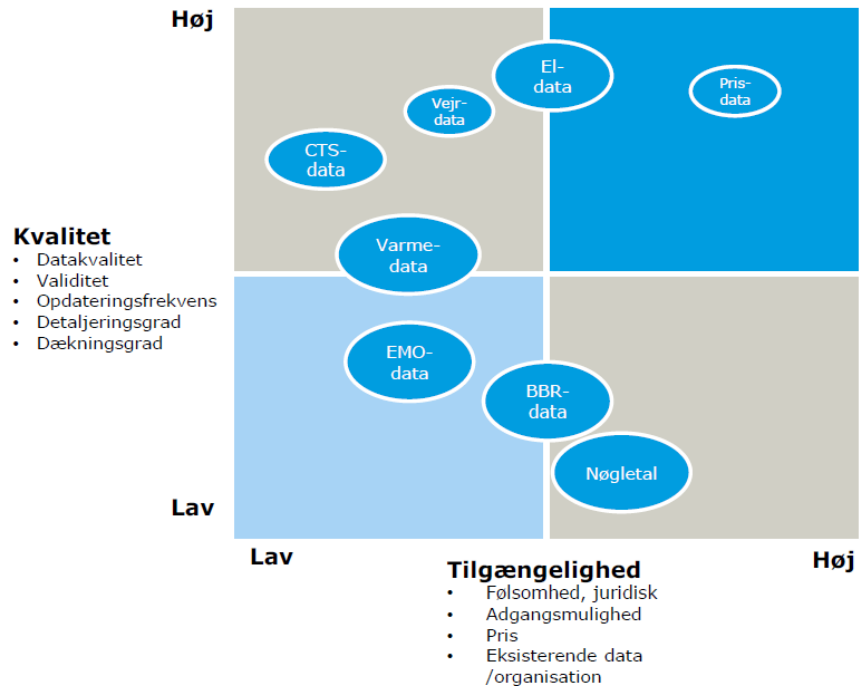 Høj
El-
data
Pris-
data
Vejr-
data
CTS-
data
Varme-
data
Kvalitet
• Datakvalitet
• Validitet
• Opdateringsfrekvens
• Detaljeringsgrad
• Dækningsgrad
EMO-
data
BBR-
data
Nøgletal
Lav
Lav
Høj
Tilgængelighed
• Følsomhed, juridisk
• Adgangsmulighed
• Pris
• Eksisterende data
/organisation